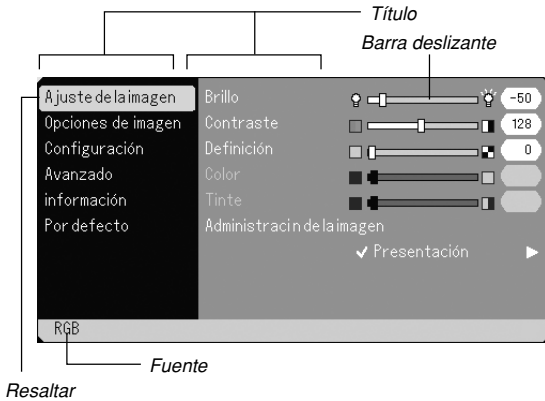 Título
Barra deslizante
Ajuste de la imagen
Opciones de imagen
Configuración
Avanzado
información
Por defecto
Brillo -50
Contraste 128
Definición 0
Color
Tinte
Administracin de la imagen
✓ Presentación
RGB
Fuente
Resaltar